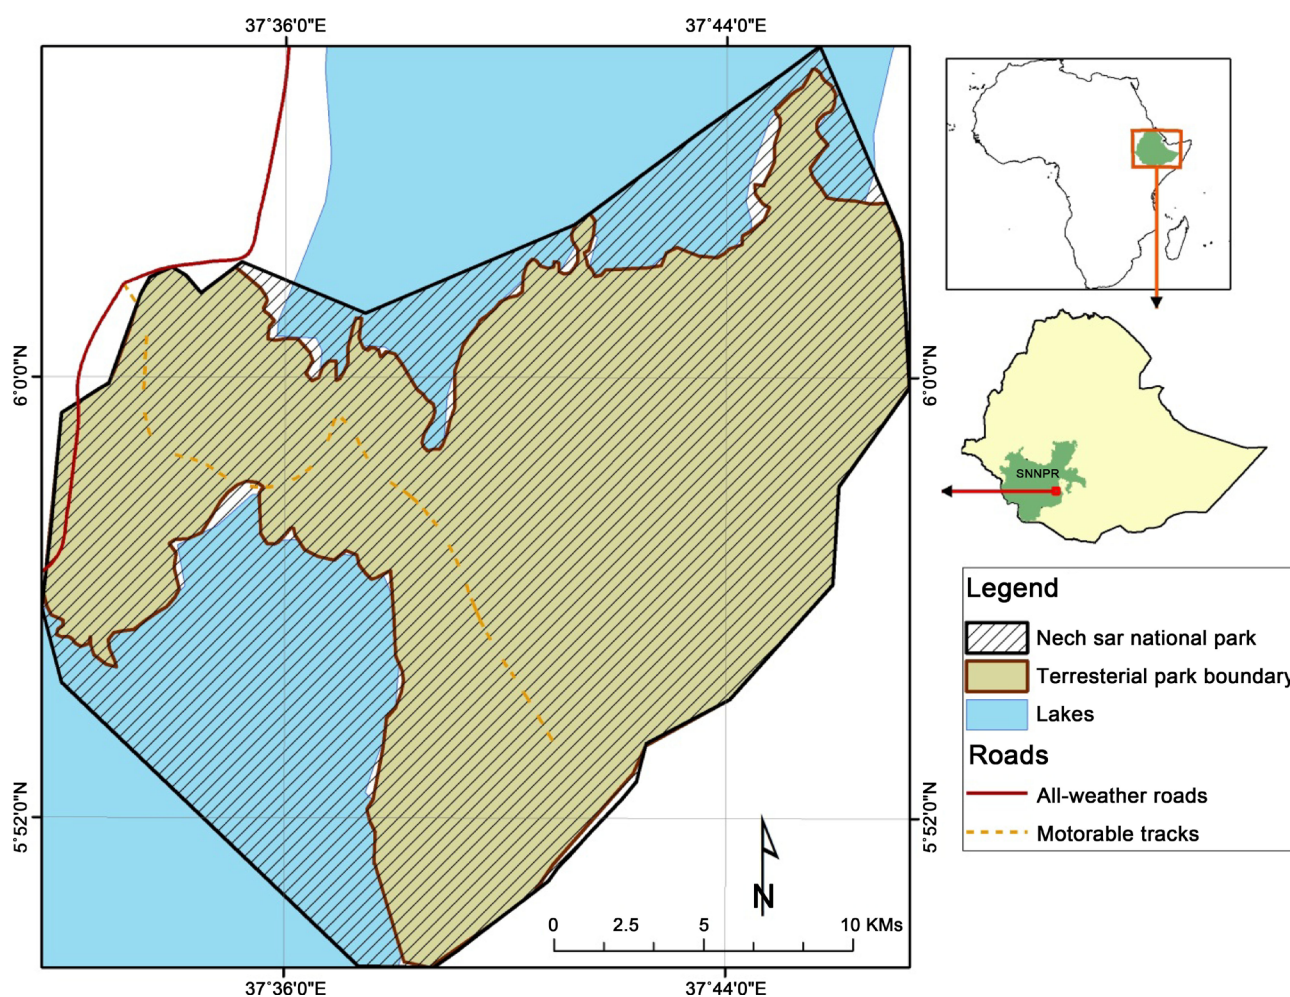 37°36'0"E
37°44'0"E
6°0'0"N
6°0'0"N
SNNPR
Legend
Nech sar national park
Terresterial park boundary
Lakes
Roads
All-weather roads
Motorable tracks
5°52'0"N
5°52'0"N
N
0 2.5 5 10 KMs
37°36'0"E
37°44'0"E